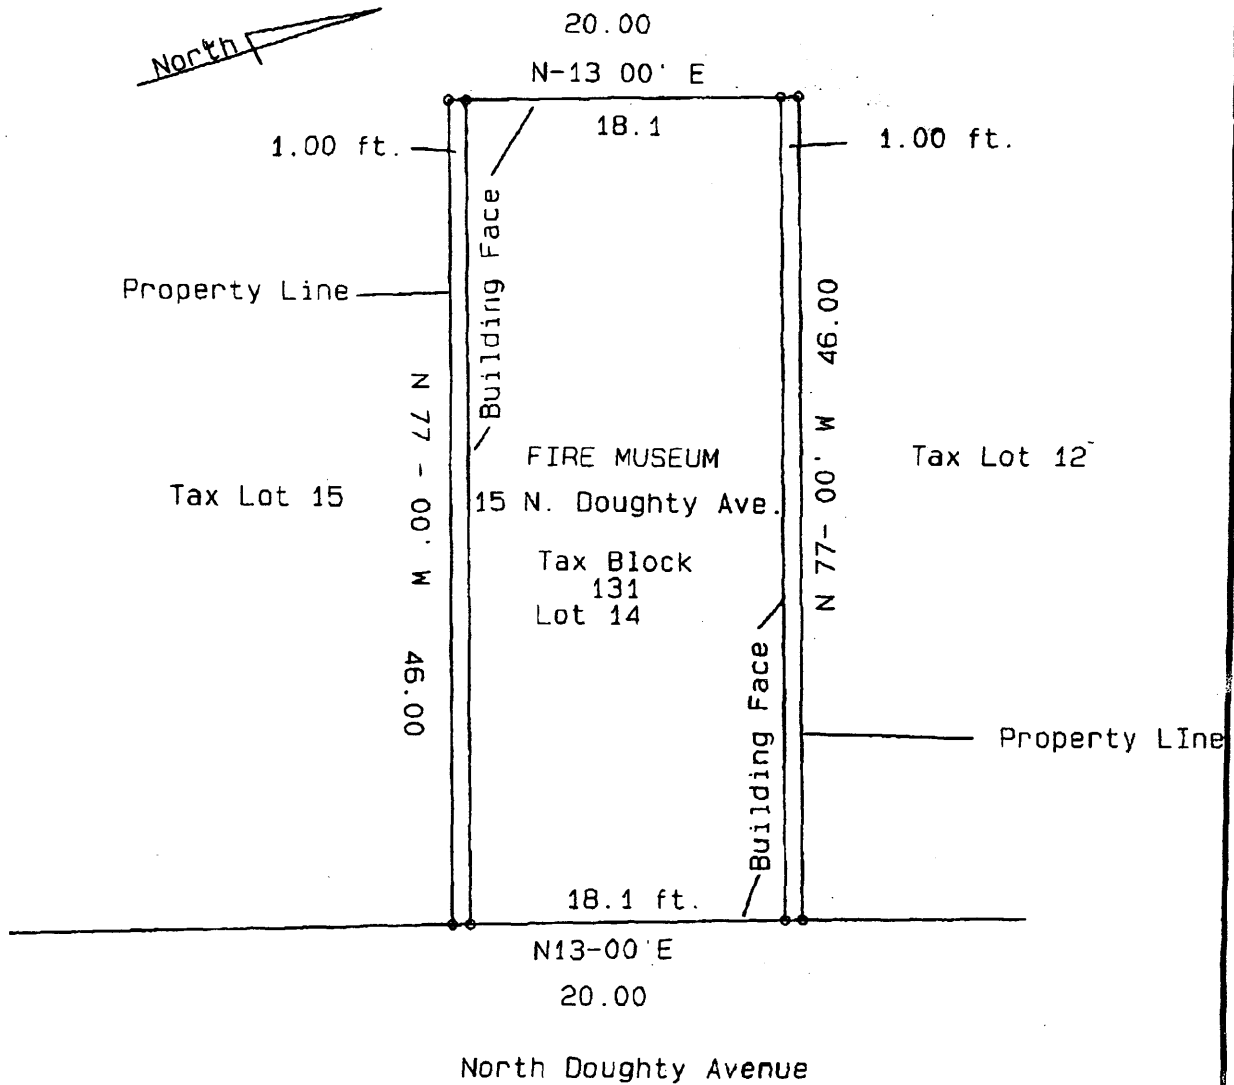 North
20.00
N-13 00' E
18.1
1.00 ft.
1.00 ft.
Building Face
Property Line
N 77 - 00' W 46.00
N 77- 00' W 46.00
FIRE MUSEUM
15 N. Doughty Ave.
Tax Lot 15
Tax Lot 12
Tax Block
131
Lot 14
Building Face
Property LIne
18.1 ft.
N13-00'E
20.00
North Doughty Avenue